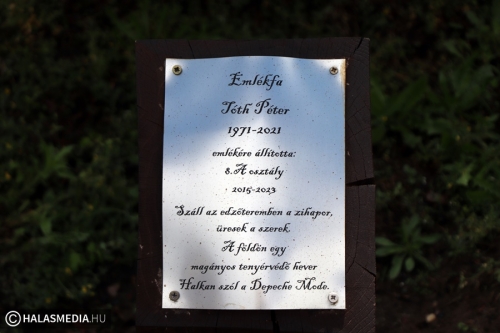 Emlékfa
Tóth Péter
1971-2021
emlékére állította:
8.A osztály
2015-2023
Száll az edzőteremben a zihapor,
üresek a szerek.
A földön egy
magányos tenyérvédő hever
Halkan szól a Depeche Mode.
© HALASMEDIA.HU